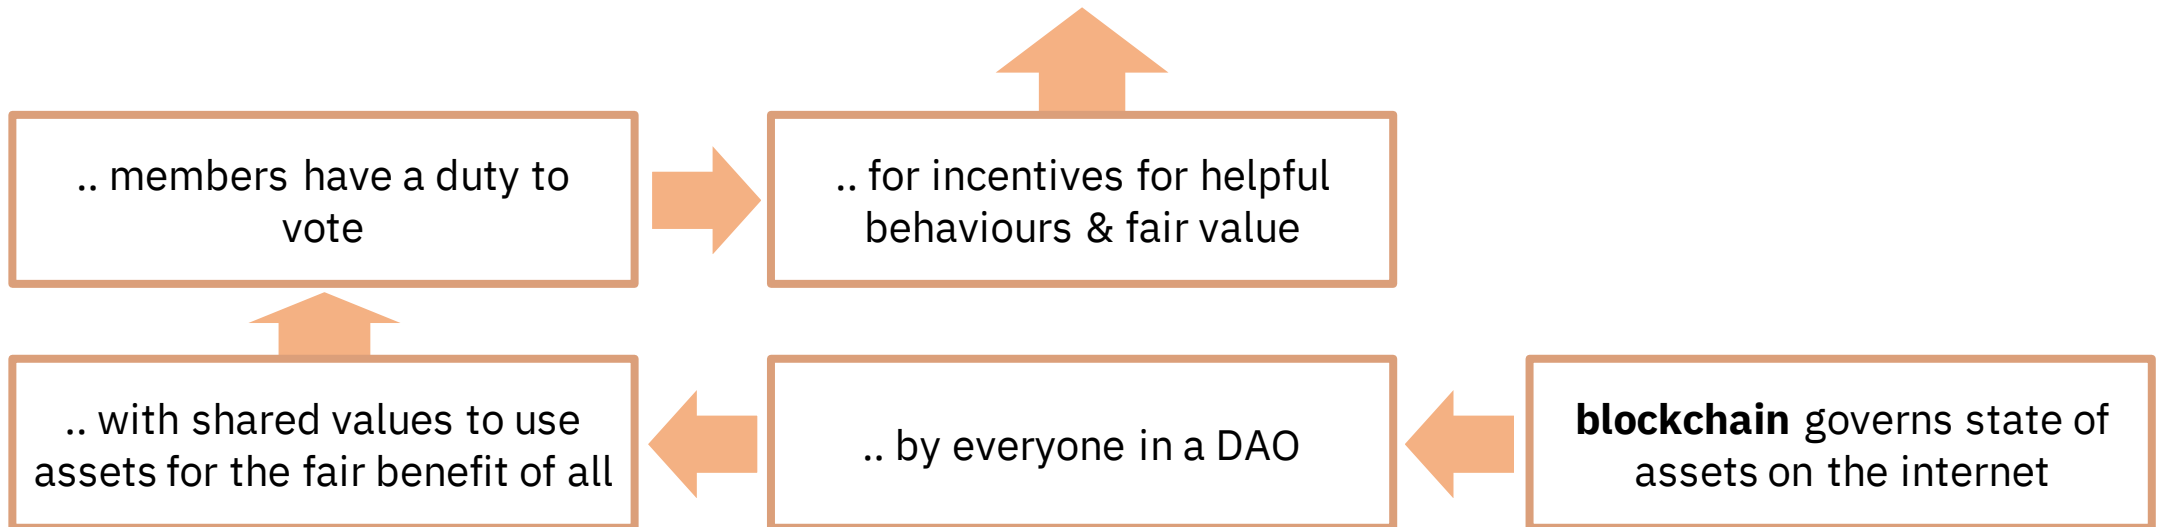 .. members have a duty to
vote
.. for incentives for helpful
behaviours & fair value
.. with shared values to use
assets for the fair benefit of all
.. by everyone in a DAO
blockchain governs state of
assets on the internet